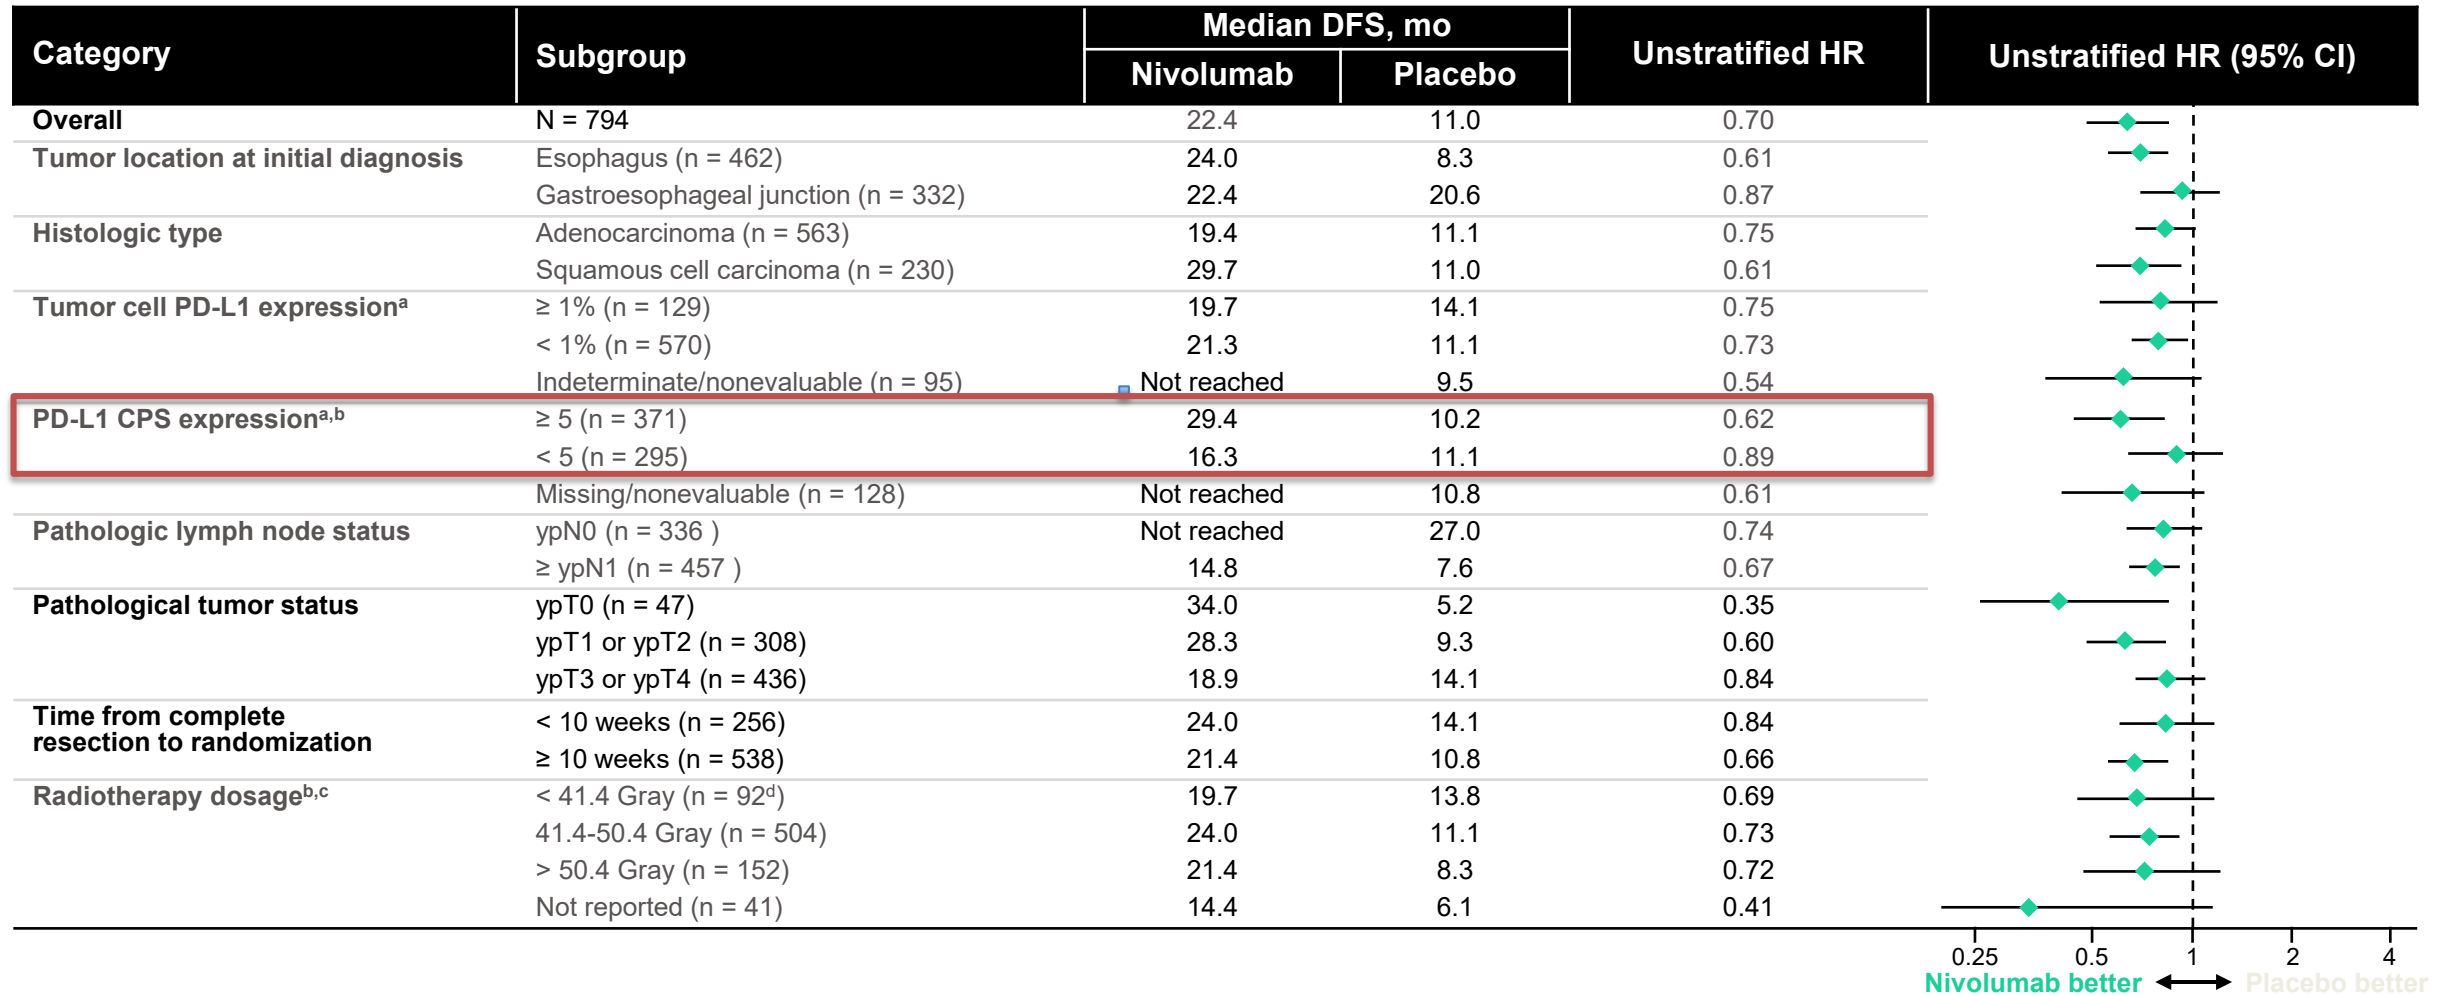 Category Subgroup Median DFS, mo Unstratified HR Unstratified HR (95% CI)
Nivolumab Placebo
Overall N = 794 22.4 11.0 0.70
Tumor location at initial diagnosis Esophagus (n = 462) 24.0 8.3 0.61
Gastroesophageal junction (n = 332) 22.4 20.6 0.87
Histologic type Adenocarcinoma (n = 563) 19.4 11.1 0.75
Squamous cell carcinoma (n = 230) 29.7 11.0 0.61
Tumor cell PD-L1 expressionᵃ ≥ 1% (n = 129) 19.7 14.1 0.75
< 1% (n = 570) 21.3 11.1 0.73
Indeterminate/nonevaluable (n = 95) Not reached 9.5 0.54
PD-L1 CPS expressionᵃ,ᵇ ≥ 5 (n = 371) 29.4 10.2 0.62
< 5 (n = 295) 16.3 11.1 0.89
Missing/nonevaluable (n = 128) Not reached 10.8 0.61
Pathologic lymph node status ypN0 (n = 336 ) Not reached 27.0 0.74
≥ ypN1 (n = 457 ) 14.8 7.6 0.67
Pathological tumor status ypT0 (n = 47) 34.0 5.2 0.35
ypT1 or ypT2 (n = 308) 28.3 9.3 0.60
ypT3 or ypT4 (n = 436) 18.9 14.1 0.84
Time from complete
resection to randomization
< 10 weeks (n = 256) 24.0 14.1 0.84
≥ 10 weeks (n = 538) 21.4 10.8 0.66
Radiotherapy dosageᵇ,ᶜ < 41.4 Gray (n = 92ᵈ) 19.7 13.8 0.69
41.4-50.4 Gray (n = 504) 24.0 11.1 0.73
> 50.4 Gray (n = 152) 21.4 8.3 0.72
Not reported (n = 41) 14.4 6.1 0.41
0.25 0.5 1 2 4
Nivolumab better Placebo better